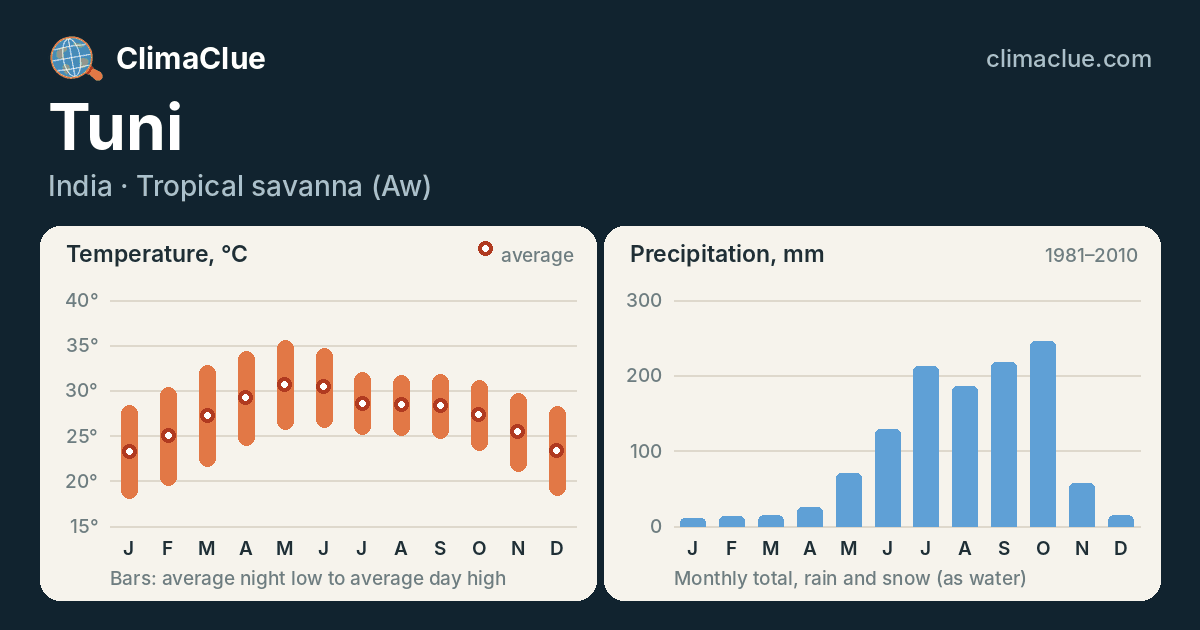 ClimaClue
climaclue.com
Tuni
India · Tropical savanna (Aw)
Temperature, °C
average
40°
35°
30°
25°
20°
15°
J F M A M J J A S O N D
Bars: average night low to average day high
Precipitation, mm
1981–2010
300
200
100
0
J F M A M J J A S O N D
Monthly total, rain and snow (as water)